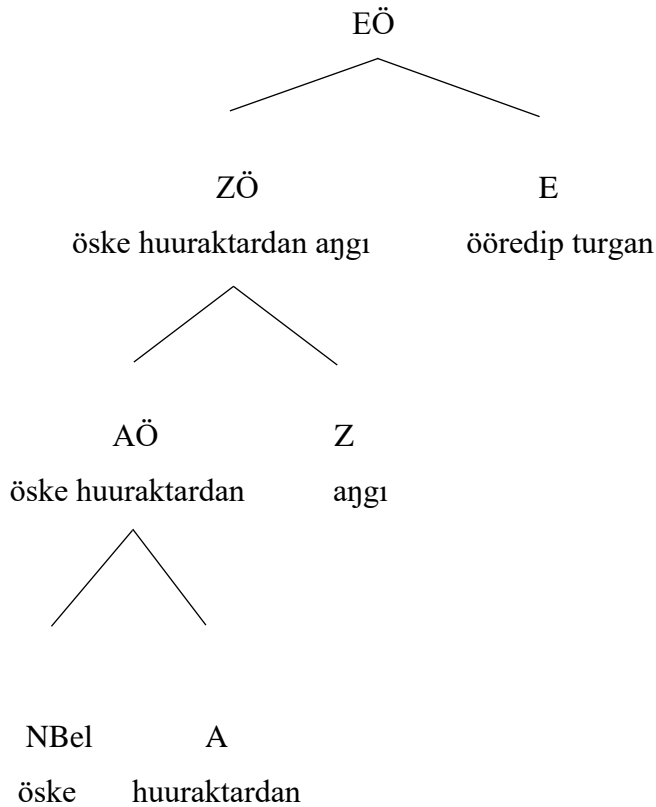 EÖ
ZÖ E
öske huuraktardan aŋgı ööredip turgan
AÖ Z
öske huuraktardan aŋgı
NBel A
öske huuraktardan